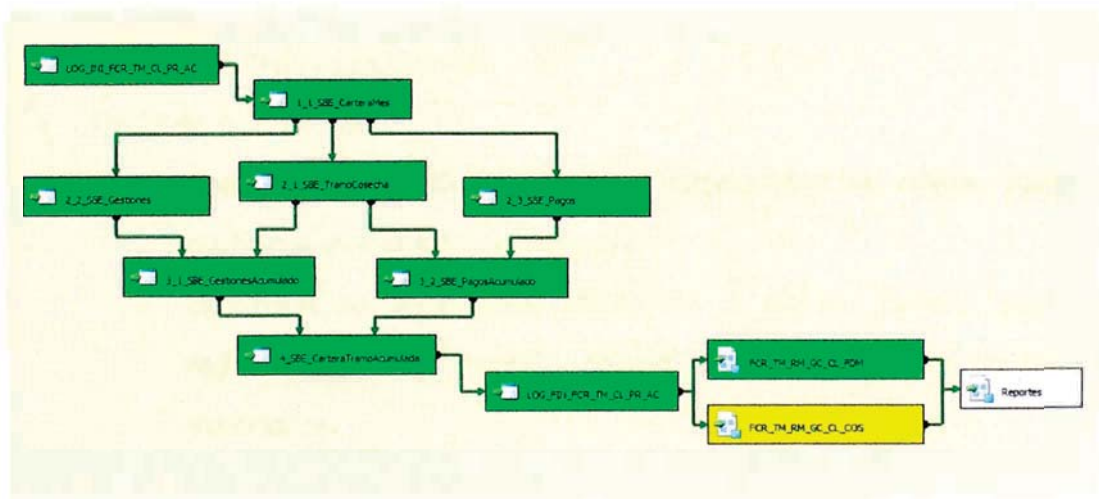 LOG_INI_FCR_TM_CL_PR_AC
1_1_SBE_CarteraMes
2_1_SBE_TramoCosecha
2_2_SBE_Gestiones
2_3_SBE_Pagos
3_1_SBE_GestionesAcumulado
3_2_SBE_PagosAcumulado
4_SBE_CarteraTramoAcumulada
LOG_FIN_FCR_TM_CL_PR_AC
FCR_TM_RM_GC_CL_PDM
FCR_TM_RM_GC_CL_COS
Reportes